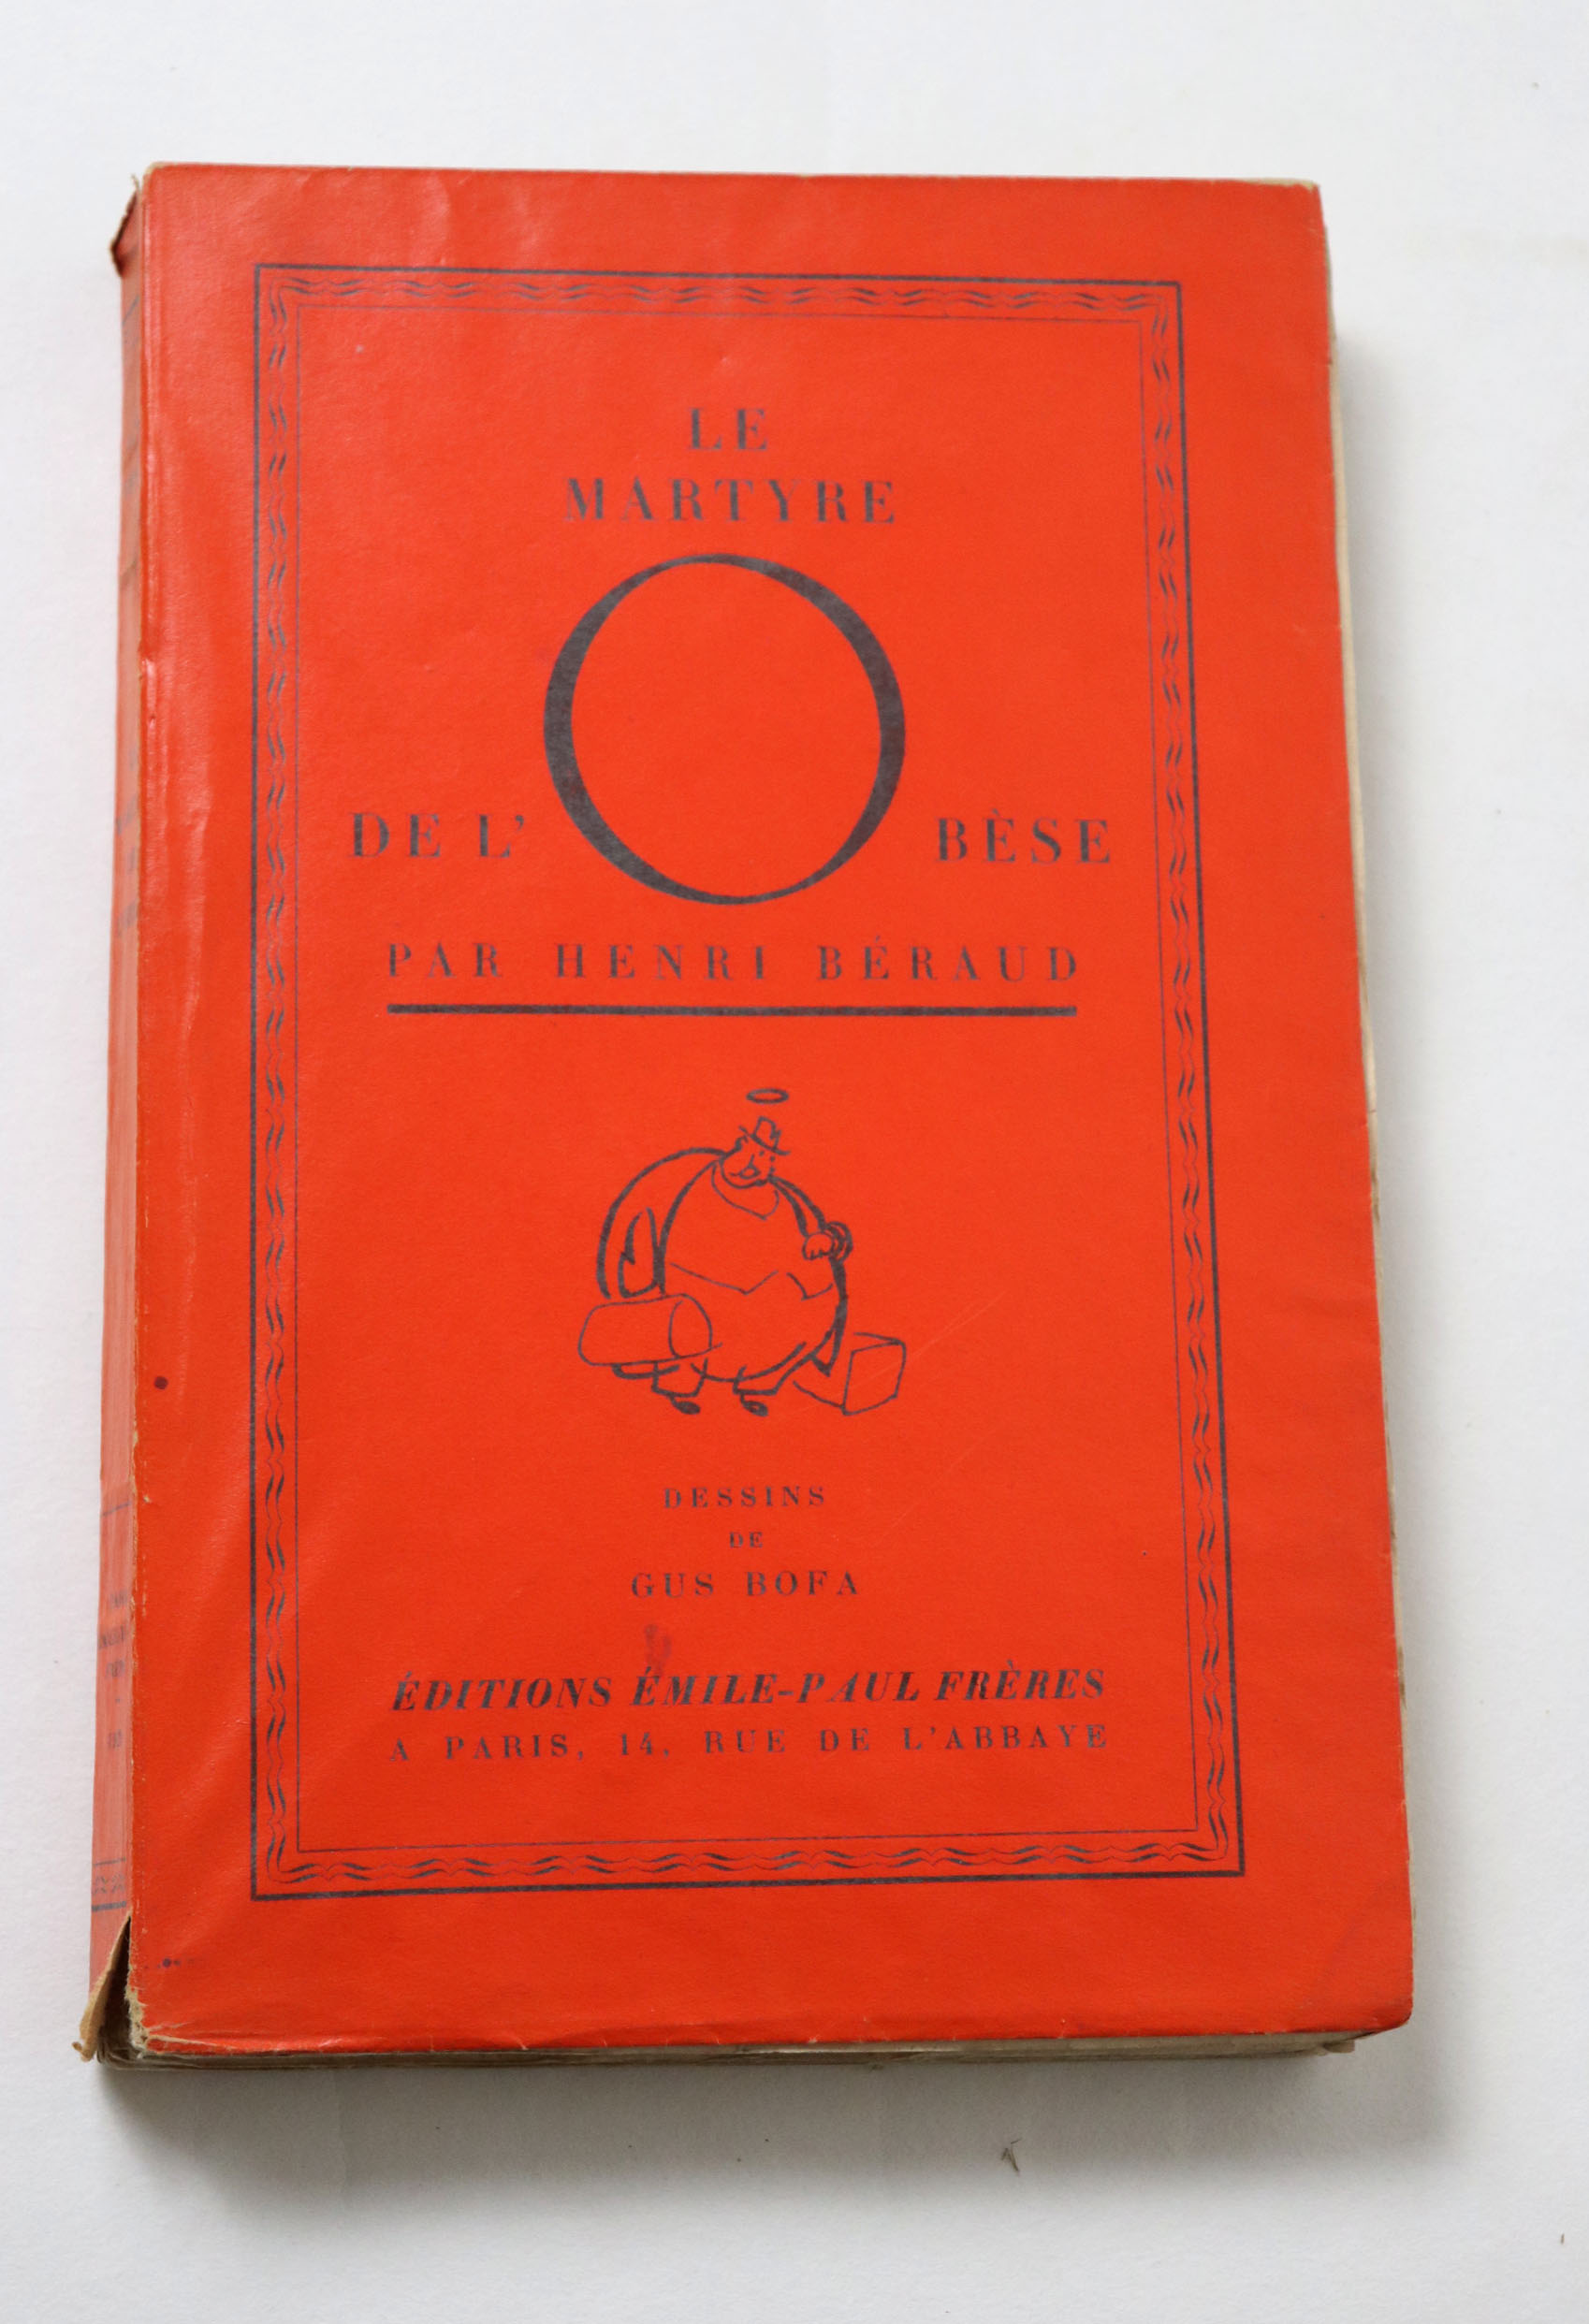 LE
MARTYRE
DE L'OBÈSE
PAR HENRI BÉRAUD
DESSINS
DE
GUS BOFA
ÉDITIONS ÉMILE-PAUL FRÈRES
A PARIS, 14, RUE DE L'ABBAYE